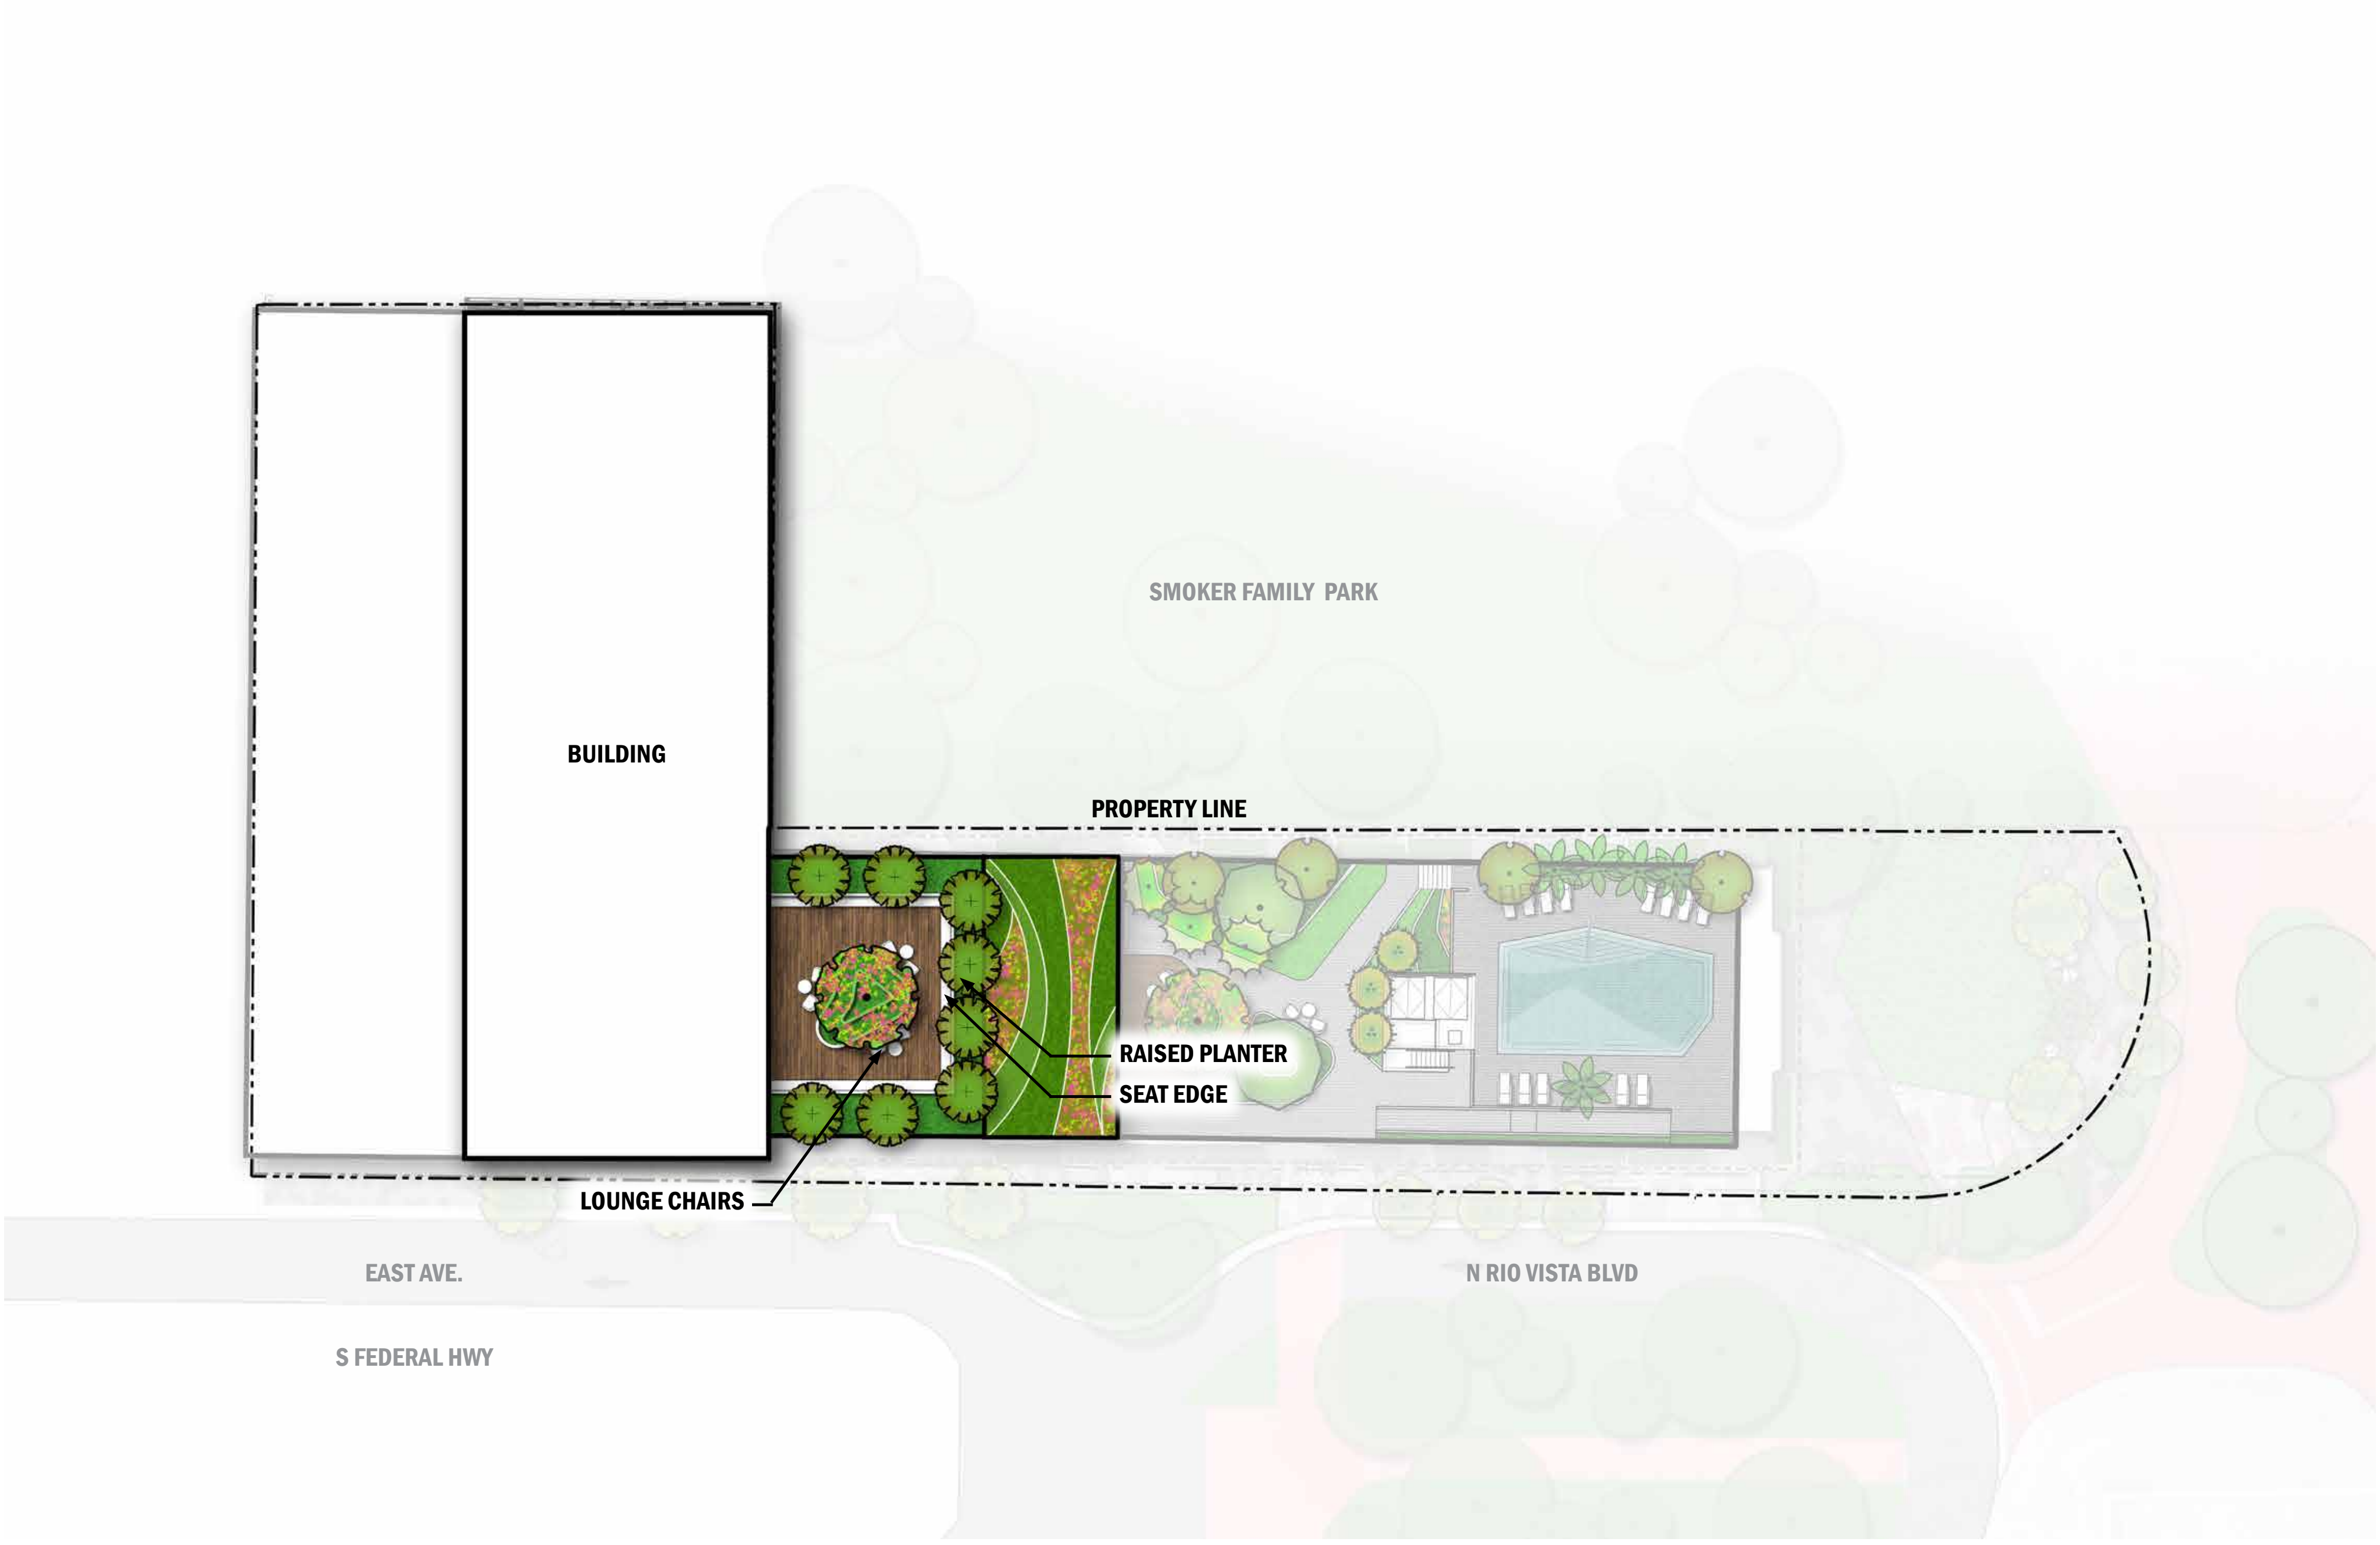 SMOKER FAMILY PARK
BUILDING
PROPERTY LINE
RAISED PLANTER
SEAT EDGE
LOUNGE CHAIRS
EAST AVE.
N RIO VISTA BLVD
S FEDERAL HWY